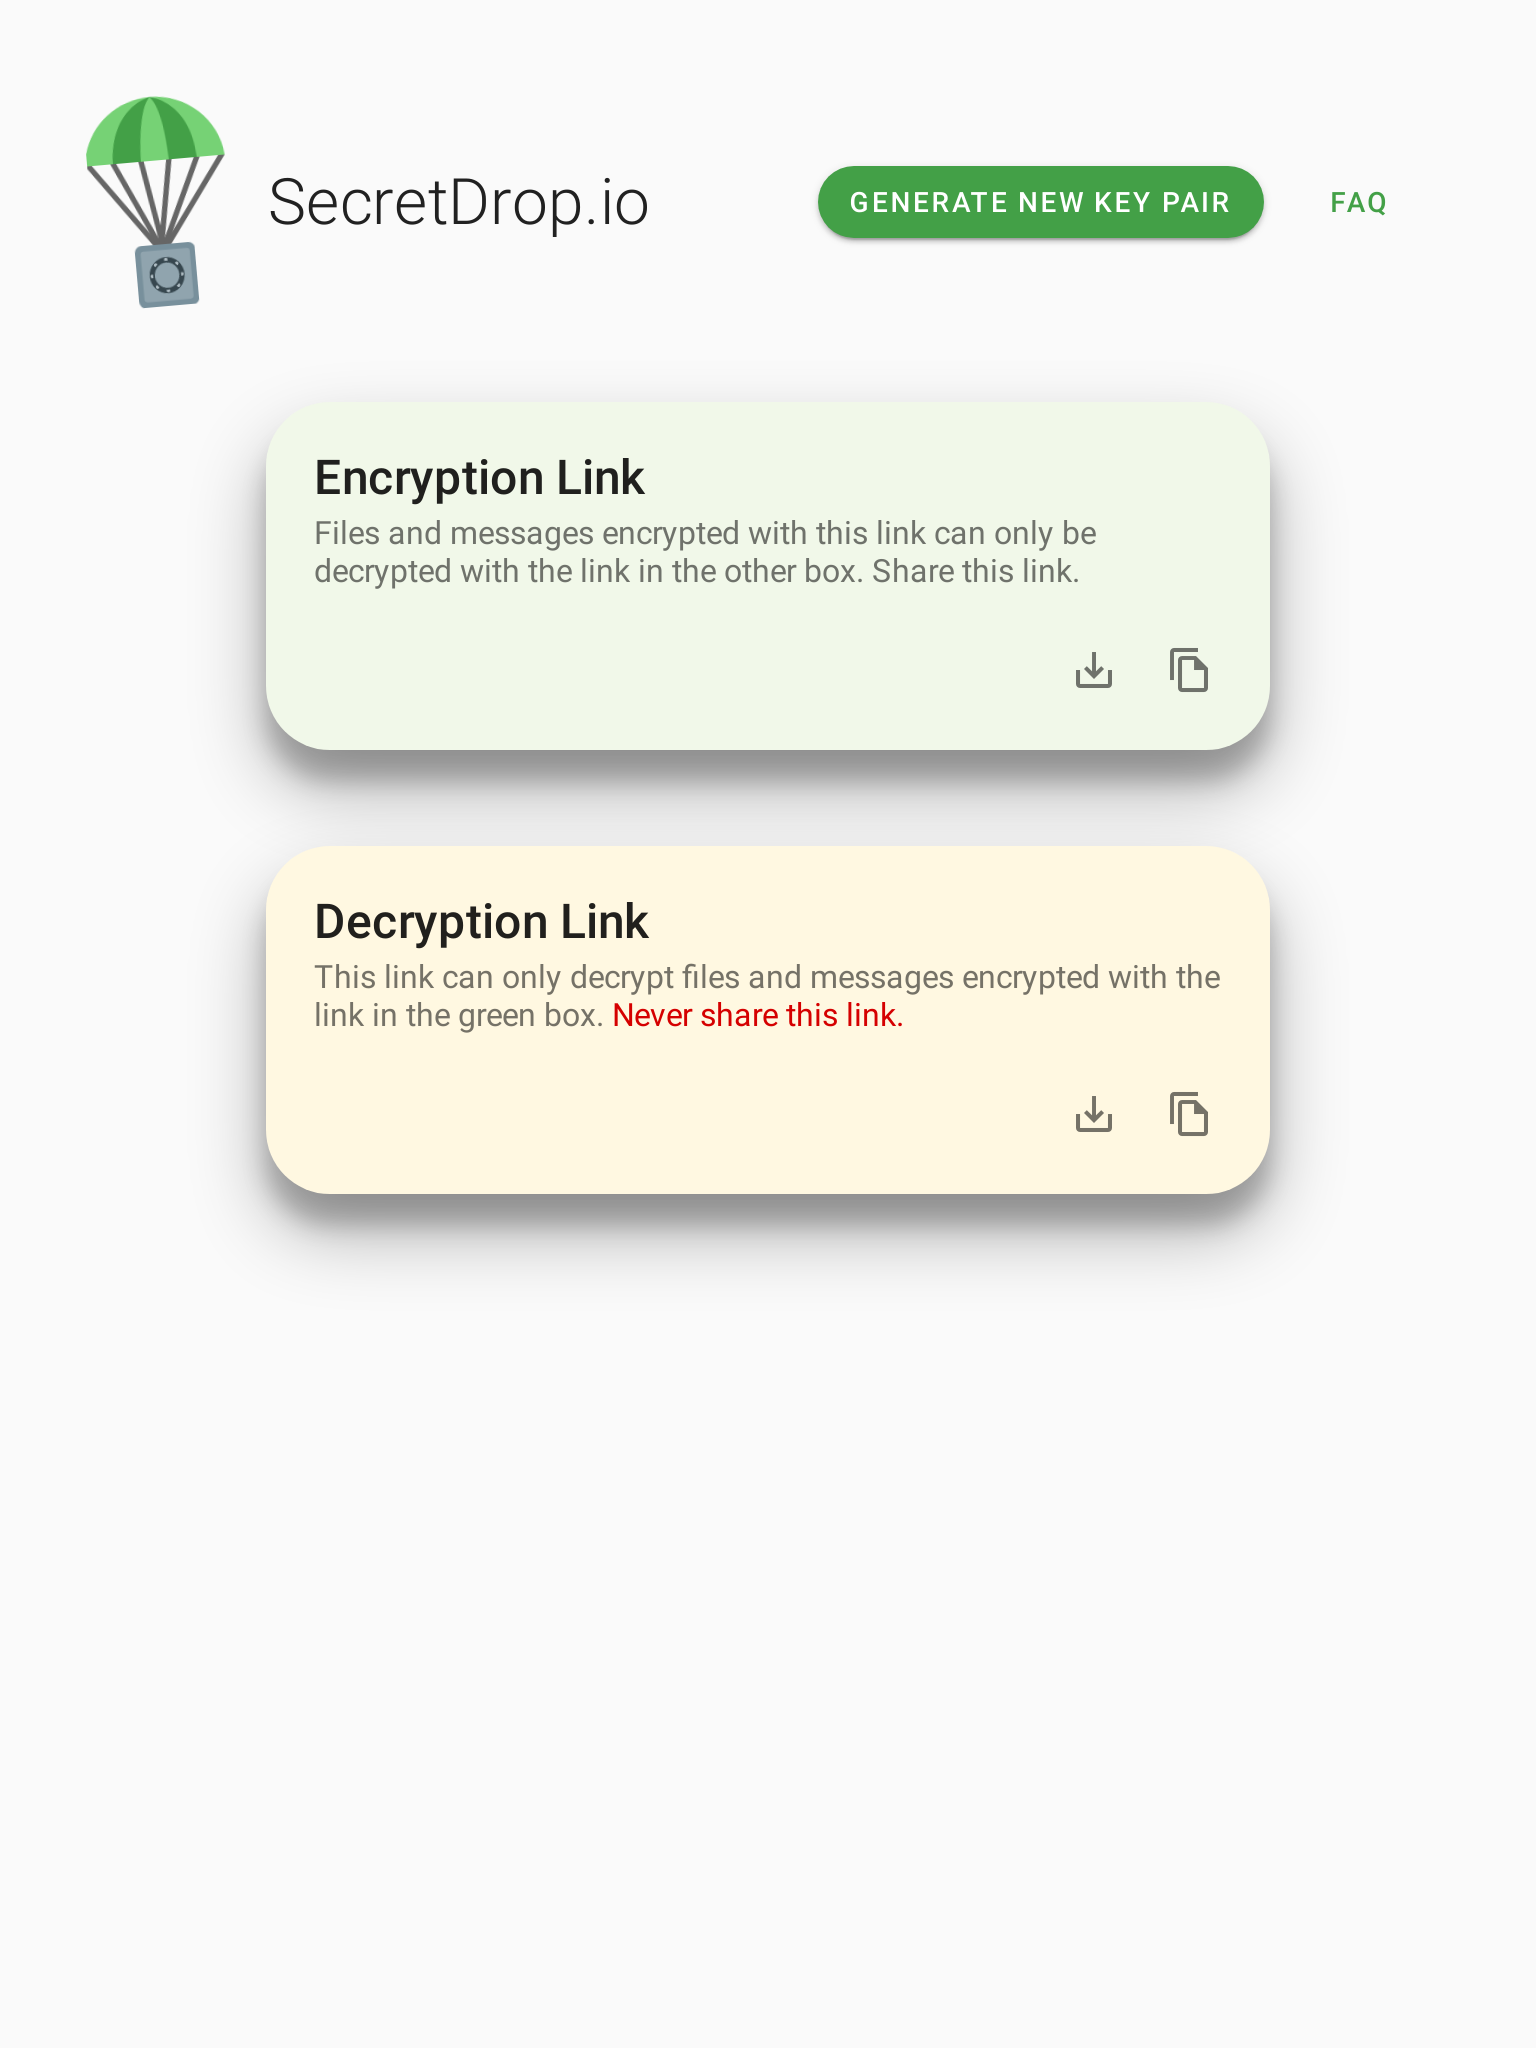 SecretDrop.io
GENERATE NEW KEY PAIR
FAQ
Encryption Link
Files and messages encrypted with this link can only be
decrypted with the link in the other box. Share this link.
Decryption Link
This link can only decrypt files and messages encrypted with the
link in the green box. Never share this link.